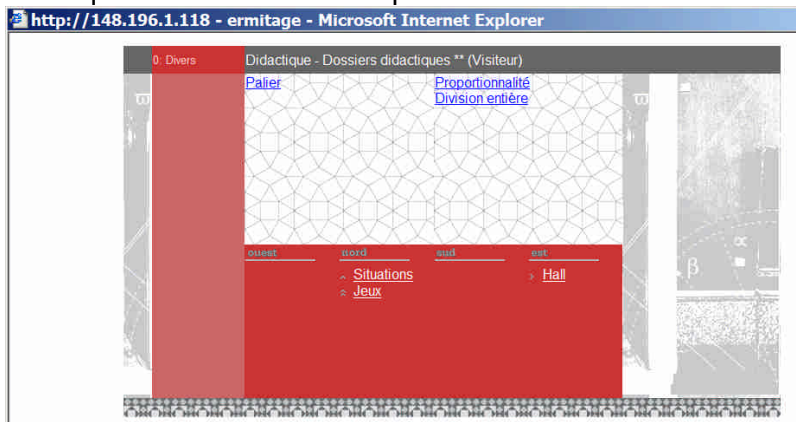 http://148.196.1.118 - ermitage - Microsoft Internet Explorer
0: Divers
Didactique - Dossiers didactiques ** (Visiteur)
Palier
Proportionnalité
Division entière
ouest nord sud est
Situations
Hall
Jeux
ϖ
ϖ
α
β